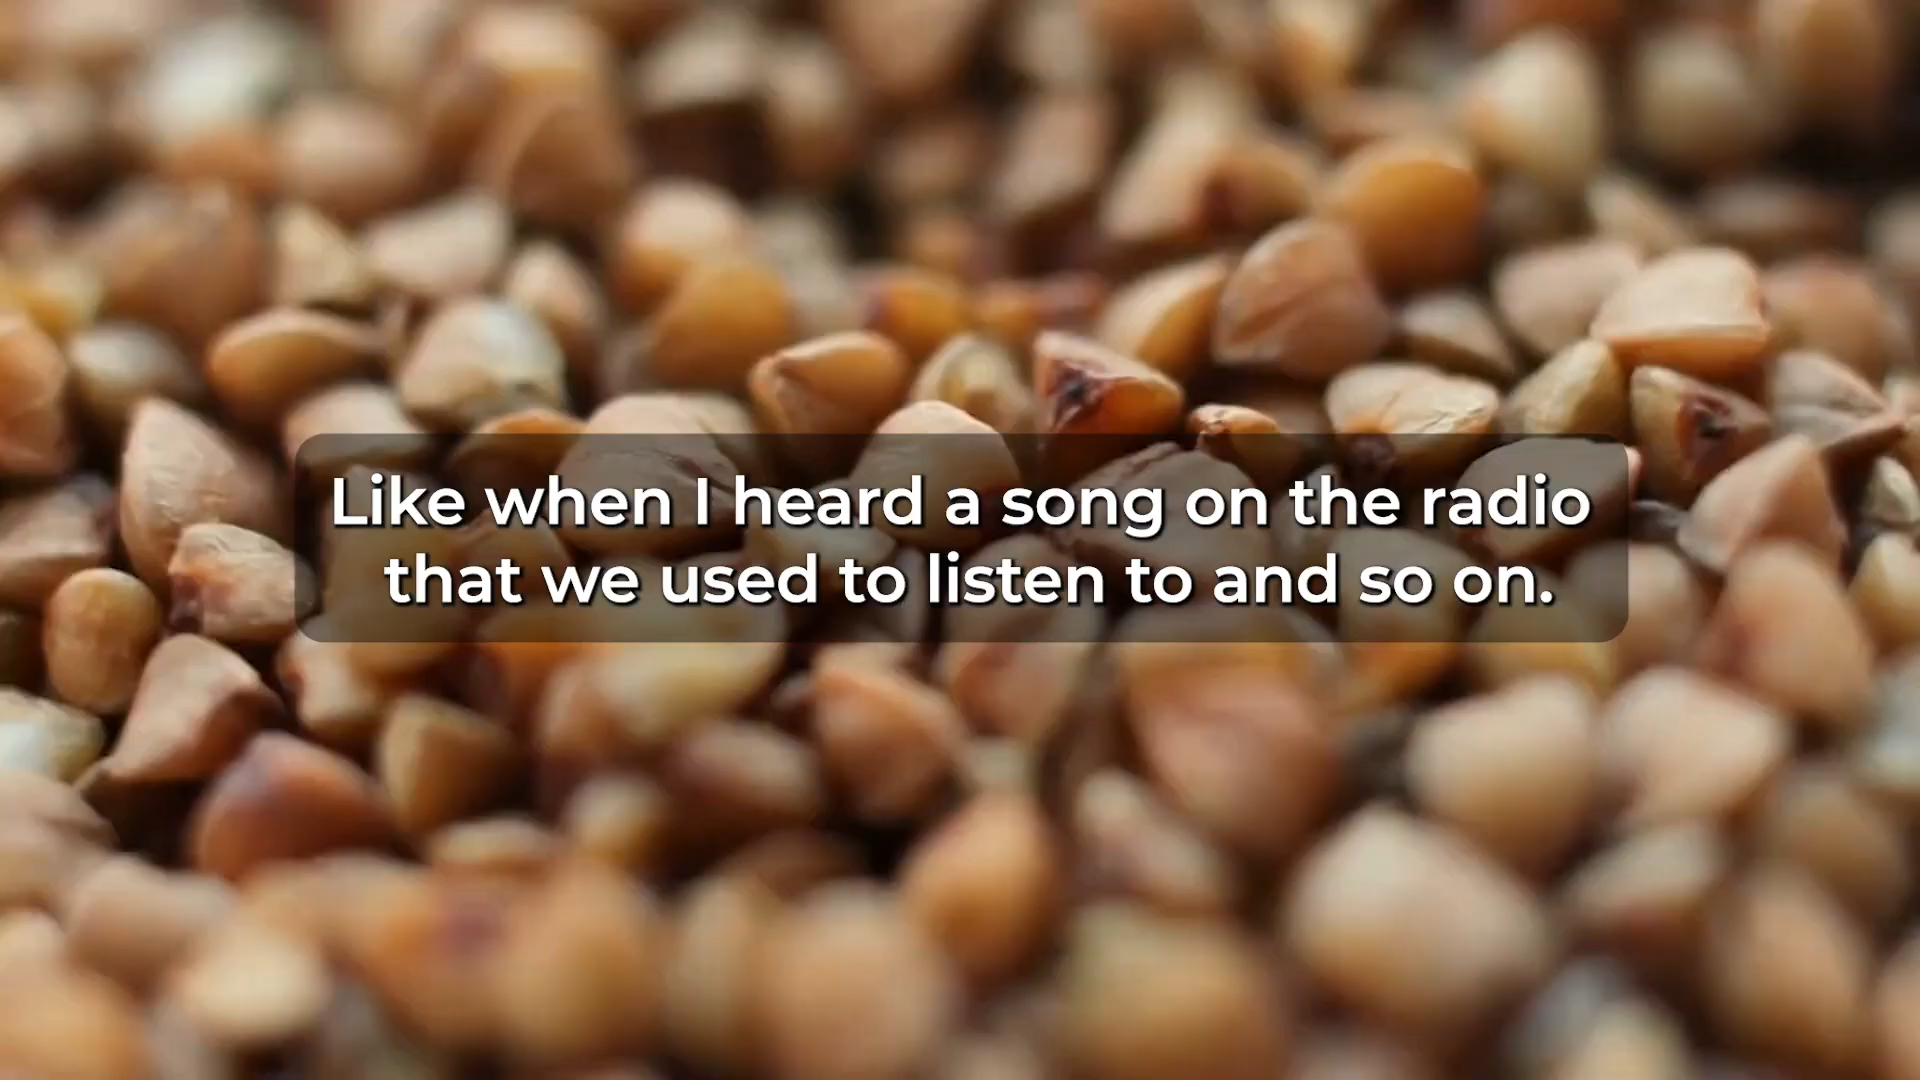 Like when I heard a song on the radio
that we used to listen to and so on.